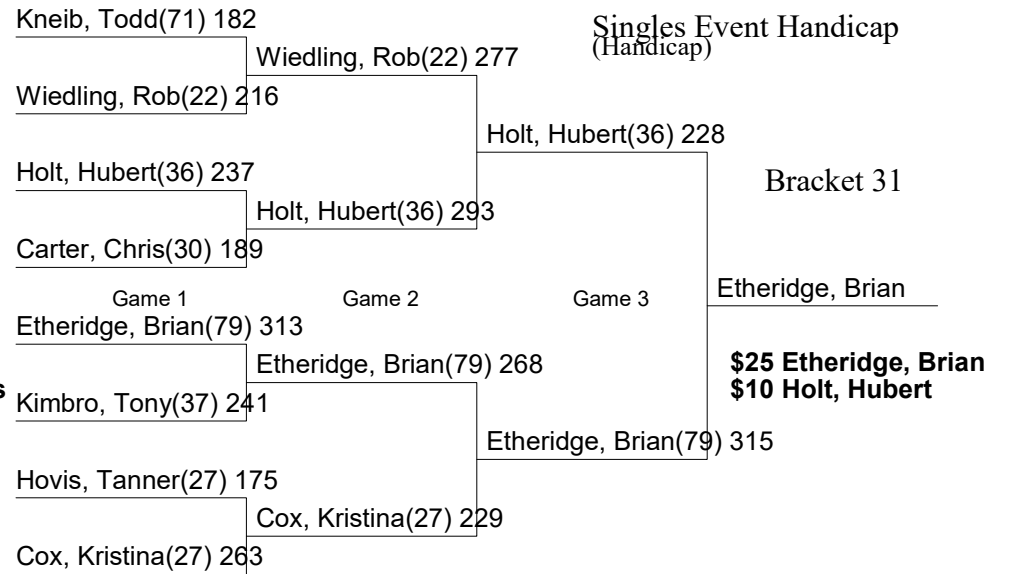 Kneib, Todd(71) 182
Singles Event Handicap
(Handicap)
Wiedling, Rob(22) 277
Wiedling, Rob(22) 216
Holt, Hubert(36) 228
Holt, Hubert(36) 237
Bracket 31
Holt, Hubert(36) 293
Carter, Chris(30) 189
Game 1
Game 2
Game 3
Etheridge, Brian
Etheridge, Brian(79) 313
Etheridge, Brian(79) 268
$25 Etheridge, Brian
s
$10 Holt, Hubert
Kimbro, Tony(37) 241
Etheridge, Brian(79) 315
Hovis, Tanner(27) 175
Cox, Kristina(27) 229
Cox, Kristina(27) 263